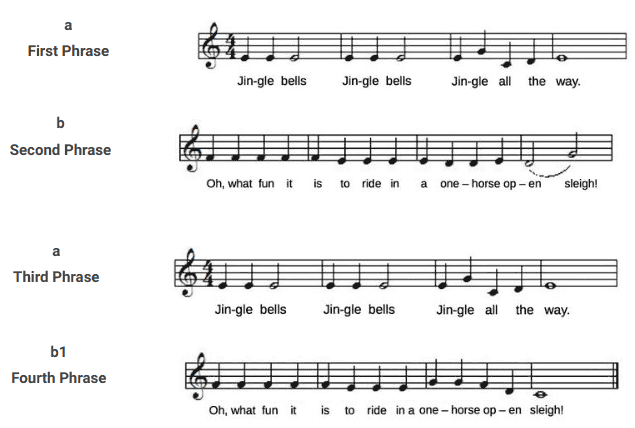 a
First Phrase
4
4
Jin-gle bells Jin-gle bells Jin-gle all the way.
b
Second Phrase
Oh, what fun it is to ride in a one – horse op – en sleigh!
a
Third Phrase
4
4
Jin-gle bells Jin-gle bells Jin-gle all the way.
b1
Fourth Phrase
Oh, what fun it is to ride in a one – horse op – en sleigh!